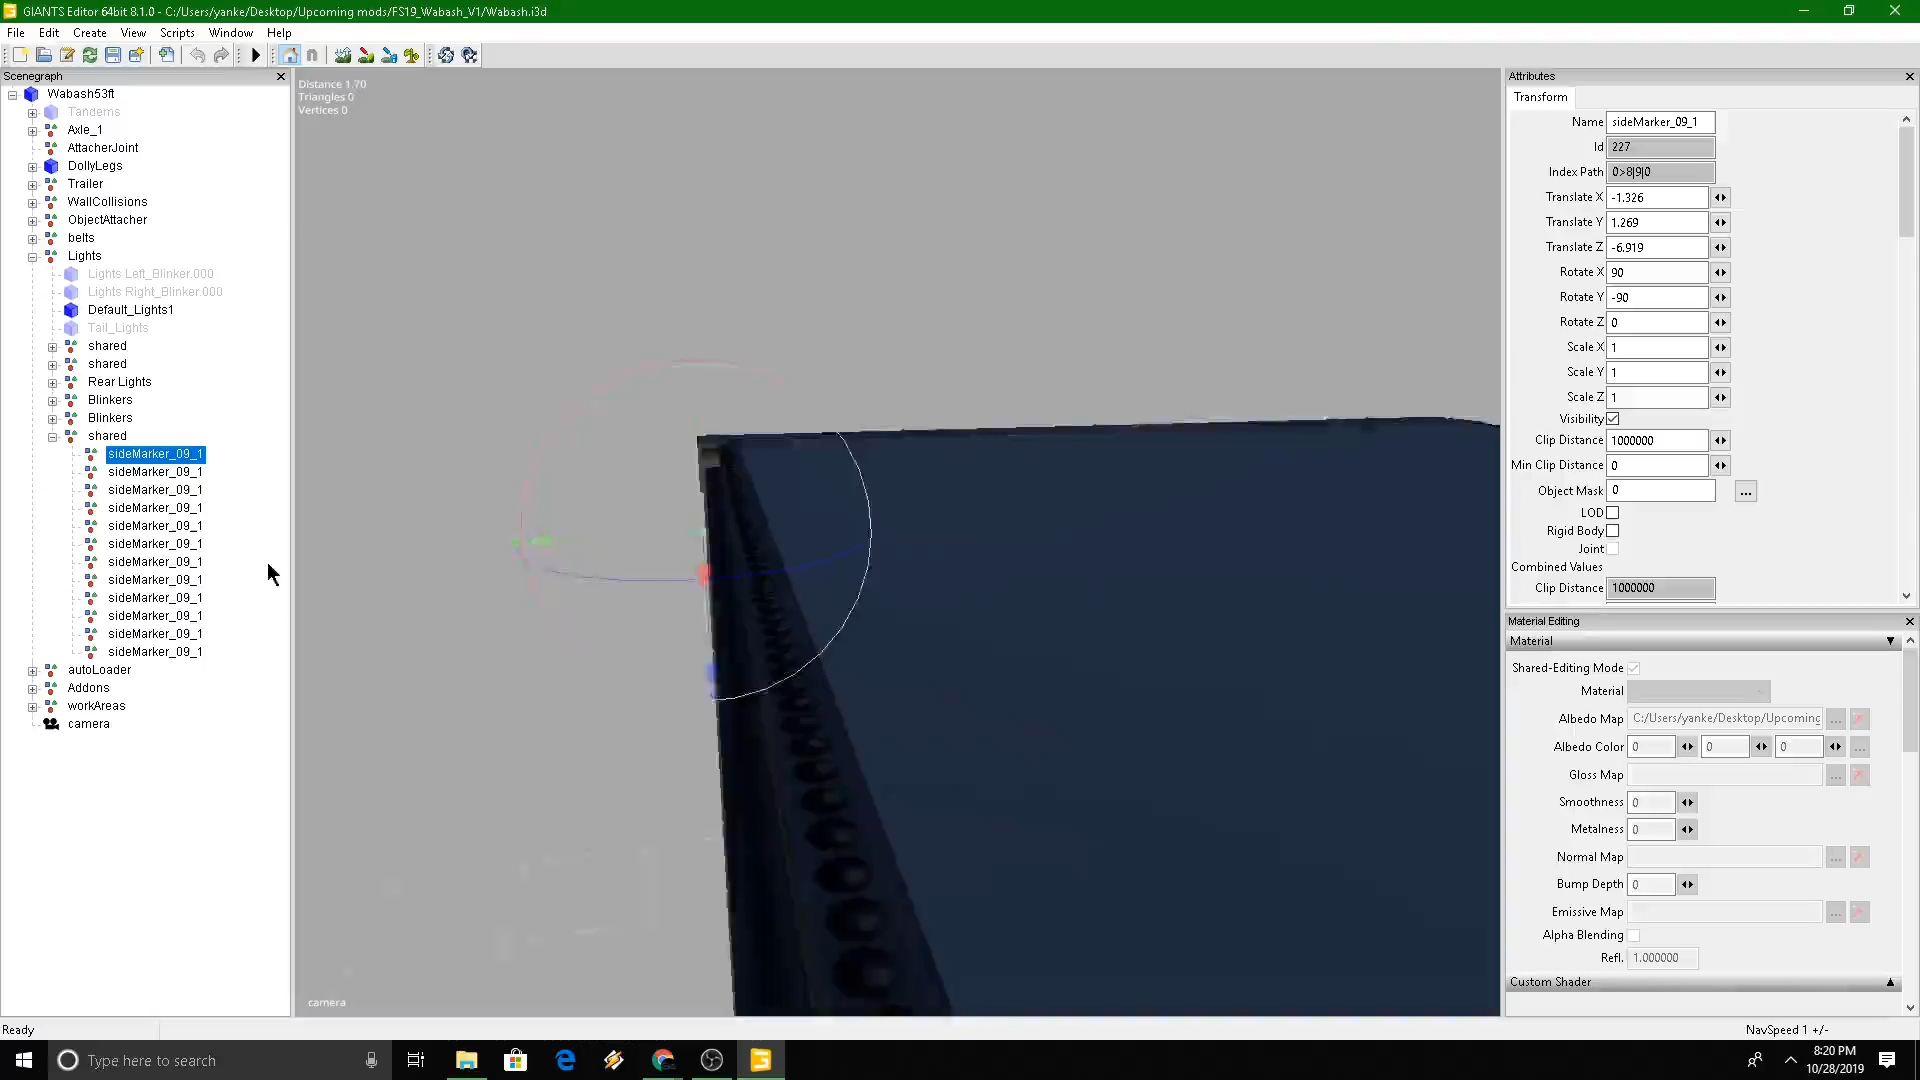 GIANTS Editor 64bit 8.1.0 - C:/Users/yanke/Desktop/Upcoming mods/FS19_Wabash_V1/Wabash.i3d
File Edit Create View Scripts Window Help
Scenegraph
Wabash53ft
Tandems
Axle_1
AttacherJoint
DollyLegs
Trailer
WallCollisions
ObjectAttacher
belts
Lights
Lights Left_Blinker.000
Lights Right_Blinker.000
Default_Lights1
Tail_Lights
shared
shared
Rear Lights
Blinkers
Blinkers
shared
sideMarker_09_1
sideMarker_09_1
sideMarker_09_1
sideMarker_09_1
sideMarker_09_1
sideMarker_09_1
sideMarker_09_1
sideMarker_09_1
sideMarker_09_1
sideMarker_09_1
sideMarker_09_1
sideMarker_09_1
autoLoader
Addons
workAreas
camera
Distance 1.70
Triangles 0
Vertices 0
camera
Attributes
Transform
Name sideMarker_09_1
Id 227
Index Path 0>8|9|0
Translate X -1.326
Translate Y 1.269
Translate Z -6.919
Rotate X 90
Rotate Y -90
Rotate Z 0
Scale X 1
Scale Y 1
Scale Z 1
Visibility
Clip Distance 1000000
Min Clip Distance 0
Object Mask 0 ...
LOD
Rigid Body
Joint
Combined Values
Clip Distance 1000000
Material Editing
Material
Shared-Editing Mode
Material
Albedo Map C:/Users/yanke/Desktop/Upcoming ...
Albedo Color 0 0 0 ...
Gloss Map ...
Smoothness 0
Metalness 0
Normal Map ...
Bump Depth 0
Emissive Map ...
Alpha Blending
Refl. 1.000000
Custom Shader
Ready
NavSpeed 1 +/-
Type here to search
8:20 PM
10/28/2019